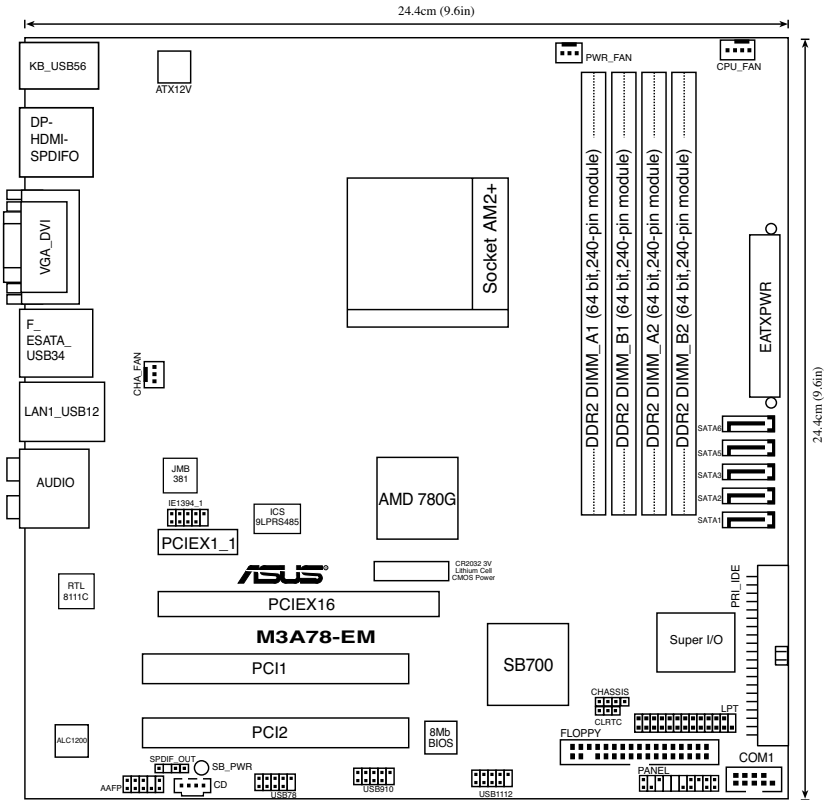 24.4cm (9.6in)
KB_USB56
ATX12V
PWR_FAN
CPU_FAN
DP-
HDMI-
SPDIFO
VGA_DVI
Socket AM2+
DDR2 DIMM_A1 (64 bit,240-pin module)
DDR2 DIMM_B1 (64 bit,240-pin module)
DDR2 DIMM_A2 (64 bit,240-pin module)
DDR2 DIMM_B2 (64 bit,240-pin module)
EATXPWR
24.4cm (9.6in)
F_
ESATA_
USB34
CHA_FAN
LAN1_USB12
SATA6
SATA5
SATA3
SATA2
SATA1
AUDIO
JMB
381
IE1394_1
ICS
9LPRS485
AMD 780G
PCIEX1_1
ASUS®
CR2032 3V
Lithium Cell
CMOS Power
RTL
8111C
PCIEX16
PRI_IDE
M3A78-EM
Super I/O
PCI1
SB700
CHASSIS
CLRTC
LPT
ALC1200
PCI2
8Mb
BIOS
FLOPPY
SPDIF_OUT
SB_PWR
COM1
AAFP
CD
USB78
USB910
USB1112
PANEL